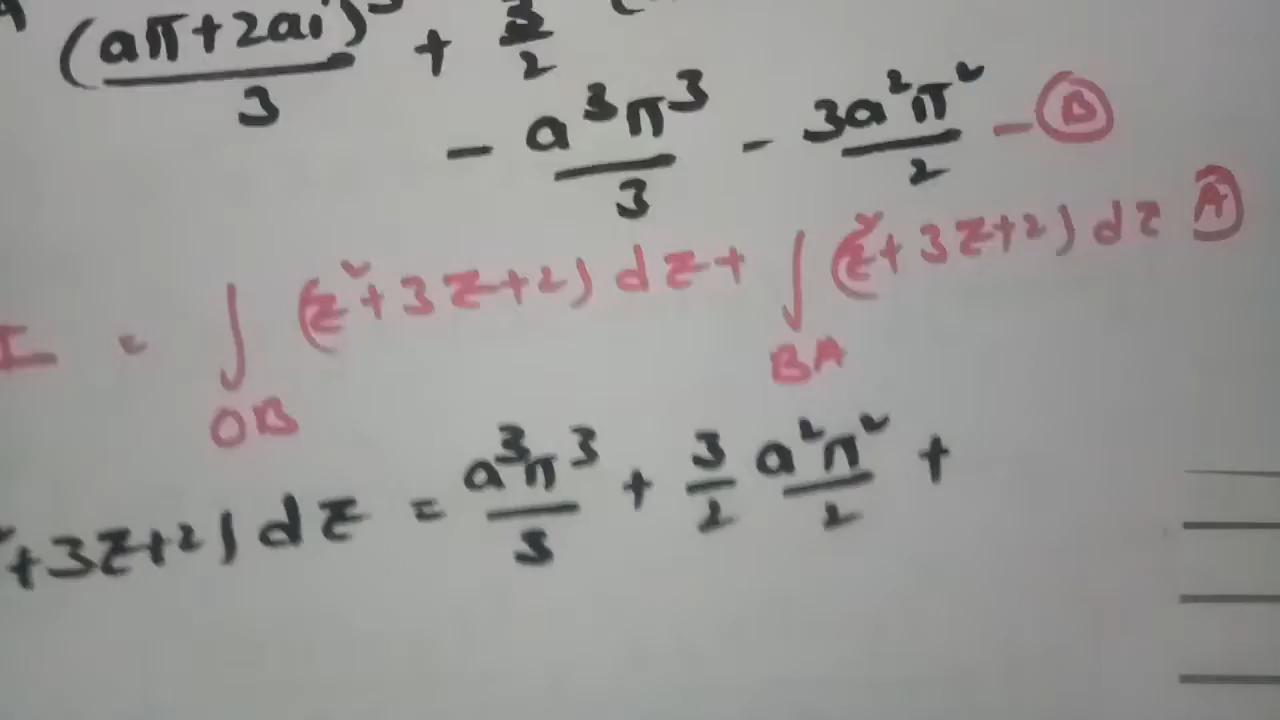 (aπ+2ai)³/3 + 3/2 (
- a³π³/3 - 3a²π²/2 - Ⓑ
I = ∫OB (z²+3z+2) dz + ∫BA (z²+3z+2) dz Ⓐ
²+3z+2) dz = a³π³/3 + 3/2 a²π²/2 +